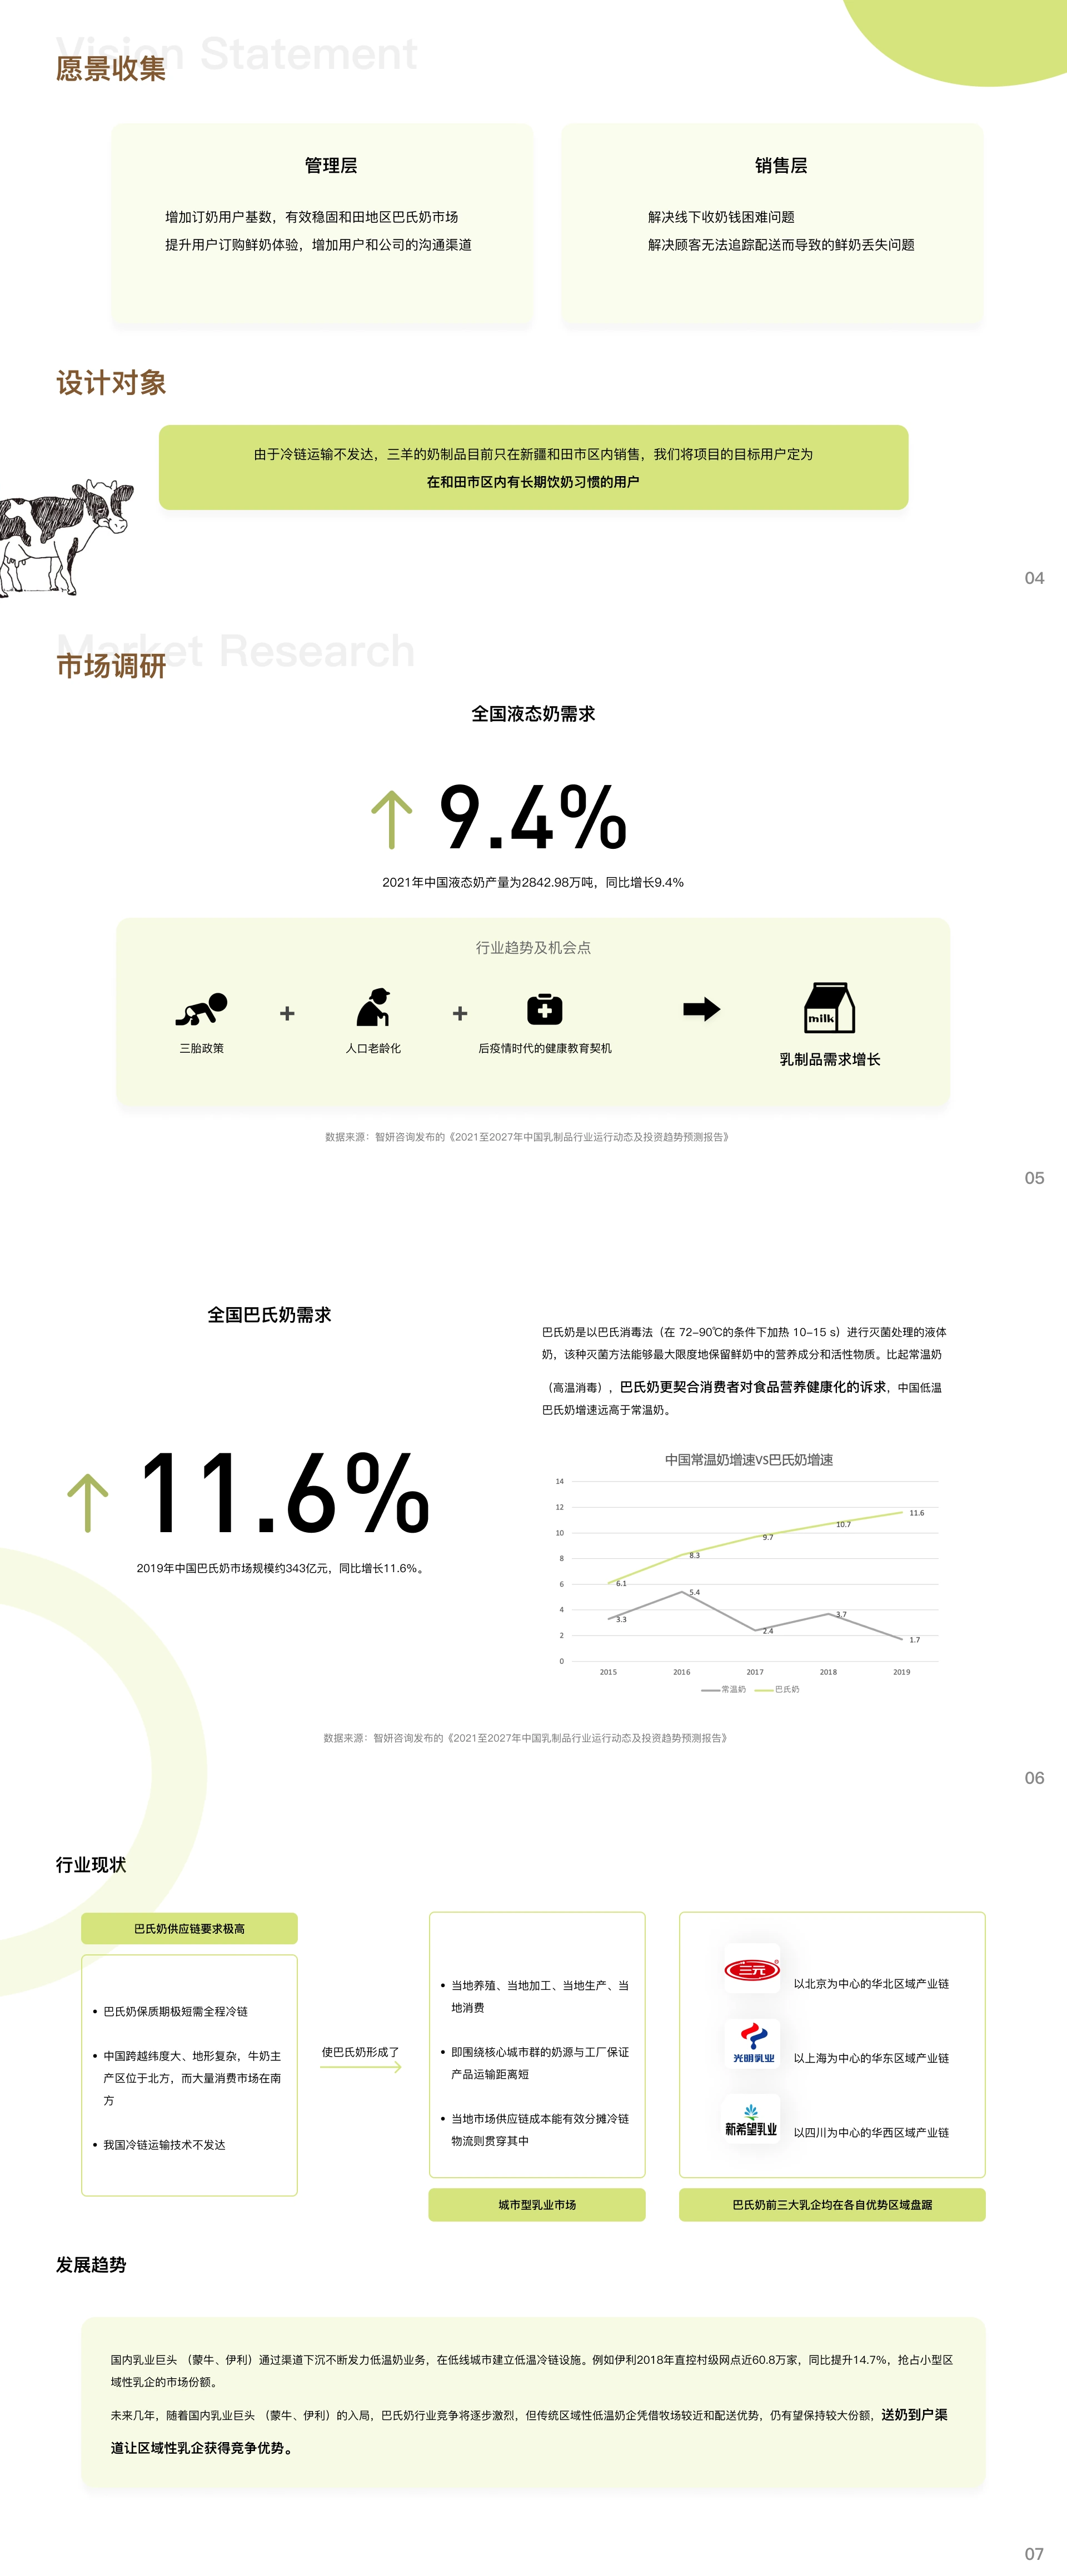 Vision Statement
愿景收集
管理层
增加订奶用户基数，有效稳固和田地区巴氏奶市场
提升用户订购鲜奶体验，增加用户和公司的沟通渠道
销售层
解决线下收奶钱困难问题
解决顾客无法追踪配送而导致的鲜奶丢失问题
设计对象
由于冷链运输不发达，三羊的奶制品目前只在新疆和田市区内销售，我们将项目的目标用户定为
在和田市区内有长期饮奶习惯的用户
04
Market Research
市场调研
全国液态奶需求
9.4%
2021年中国液态奶产量为2842.98万吨，同比增长9.4%
行业趋势及机会点
三胎政策
+
人口老龄化
+
后疫情时代的健康教育契机
milk
乳制品需求增长
数据来源：智妍咨询发布的《2021至2027年中国乳制品行业运行动态及投资趋势预测报告》
05
全国巴氏奶需求
11.6%
2019年中国巴氏奶市场规模约343亿元，同比增长11.6%。
巴氏奶是以巴氏消毒法（在 72-90℃的条件下加热 10-15 s）进行灭菌处理的液体
奶，该种灭菌方法能够最大限度地保留鲜奶中的营养成分和活性物质。比起常温奶
（高温消毒），巴氏奶更契合消费者对食品营养健康化的诉求，中国低温
巴氏奶增速远高于常温奶。
中国常温奶增速VS巴氏奶增速
14
12
10
8
6
4
2
0
6.1
8.3
9.7
10.7
11.6
3.3
5.4
2.4
3.7
1.7
2015
2016
2017
2018
2019
常温奶
巴氏奶
数据来源：智妍咨询发布的《2021至2027年中国乳制品行业运行动态及投资趋势预测报告》
06
行业现状
巴氏奶供应链要求极高
• 巴氏奶保质期极短需全程冷链
• 中国跨越纬度大、地形复杂，牛奶主
产区位于北方，而大量消费市场在南
方
• 我国冷链运输技术不发达
使巴氏奶形成了
• 当地养殖、当地加工、当地生产、当
地消费
• 即围绕核心城市群的奶源与工厂保证
产品运输距离短
• 当地市场供应链成本能有效分摊冷链
物流则贯穿其中
城市型乳业市场
三元
以北京为中心的华北区域产业链
光明乳业
以上海为中心的华东区域产业链
新希望乳业
以四川为中心的华西区域产业链
巴氏奶前三大乳企均在各自优势区域盘踞
发展趋势
国内乳业巨头 （蒙牛、伊利）通过渠道下沉不断发力低温奶业务，在低线城市建立低温冷链设施。例如伊利2018年直控村级网点近60.8万家，同比提升14.7%，抢占小型区
域性乳企的市场份额。
未来几年，随着国内乳业巨头 （蒙牛、伊利）的入局，巴氏奶行业竞争将逐步激烈，但传统区域性低温奶企凭借牧场较近和配送优势，仍有望保持较大份额，送奶到户渠
道让区域性乳企获得竞争优势。
07